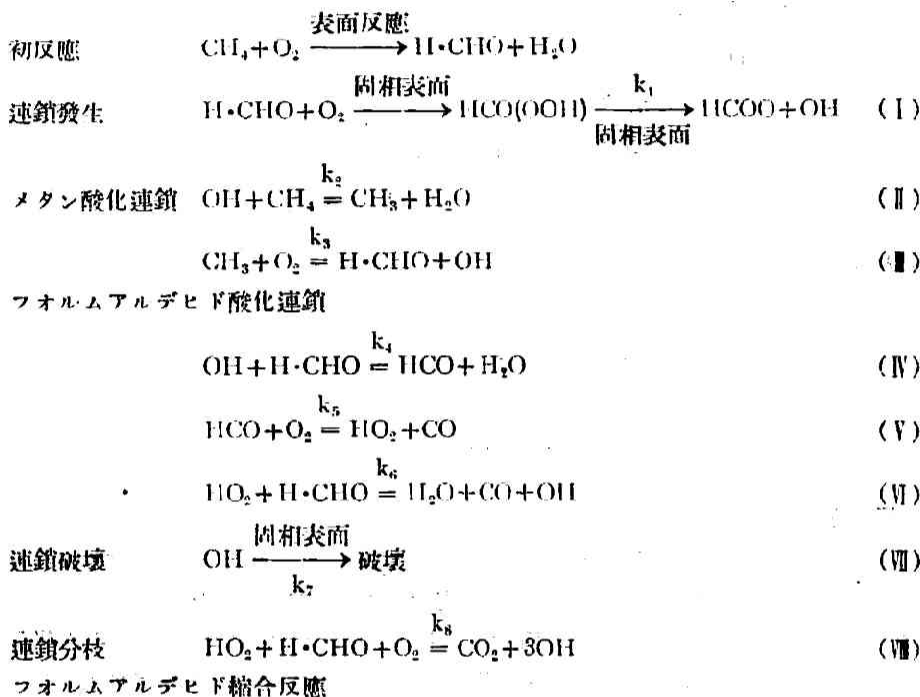 初反應 CH₄+O₂ 表面反應⟶ H·CHO+H₂O
連鎖發生 H·CHO+O₂ 固相表面⟶ HCO(OOH) k₁⟶固相表面 HCOO+OH (Ⅰ)
メタン酸化連鎖 OH+CH₄ k₂= CH₃+H₂O (Ⅱ)
CH₃+O₂ k₃= H·CHO+OH
フオルムアルデヒド酸化連鎖
OH+H·CHO k₄= HCO+H₂O (Ⅳ)
HCO+O₂ k₅= HO₂+CO (Ⅴ)
HO₂+H·CHO k₆= H₂O+CO+OH (Ⅵ)
連鎖破壞 OH 固相表面⟶k₇ 破壞 (Ⅶ)
連鎖分枝 HO₂+H·CHO+O₂ k₈= CO₂+3OH (Ⅷ)
フオルムアルデヒド縮合反應